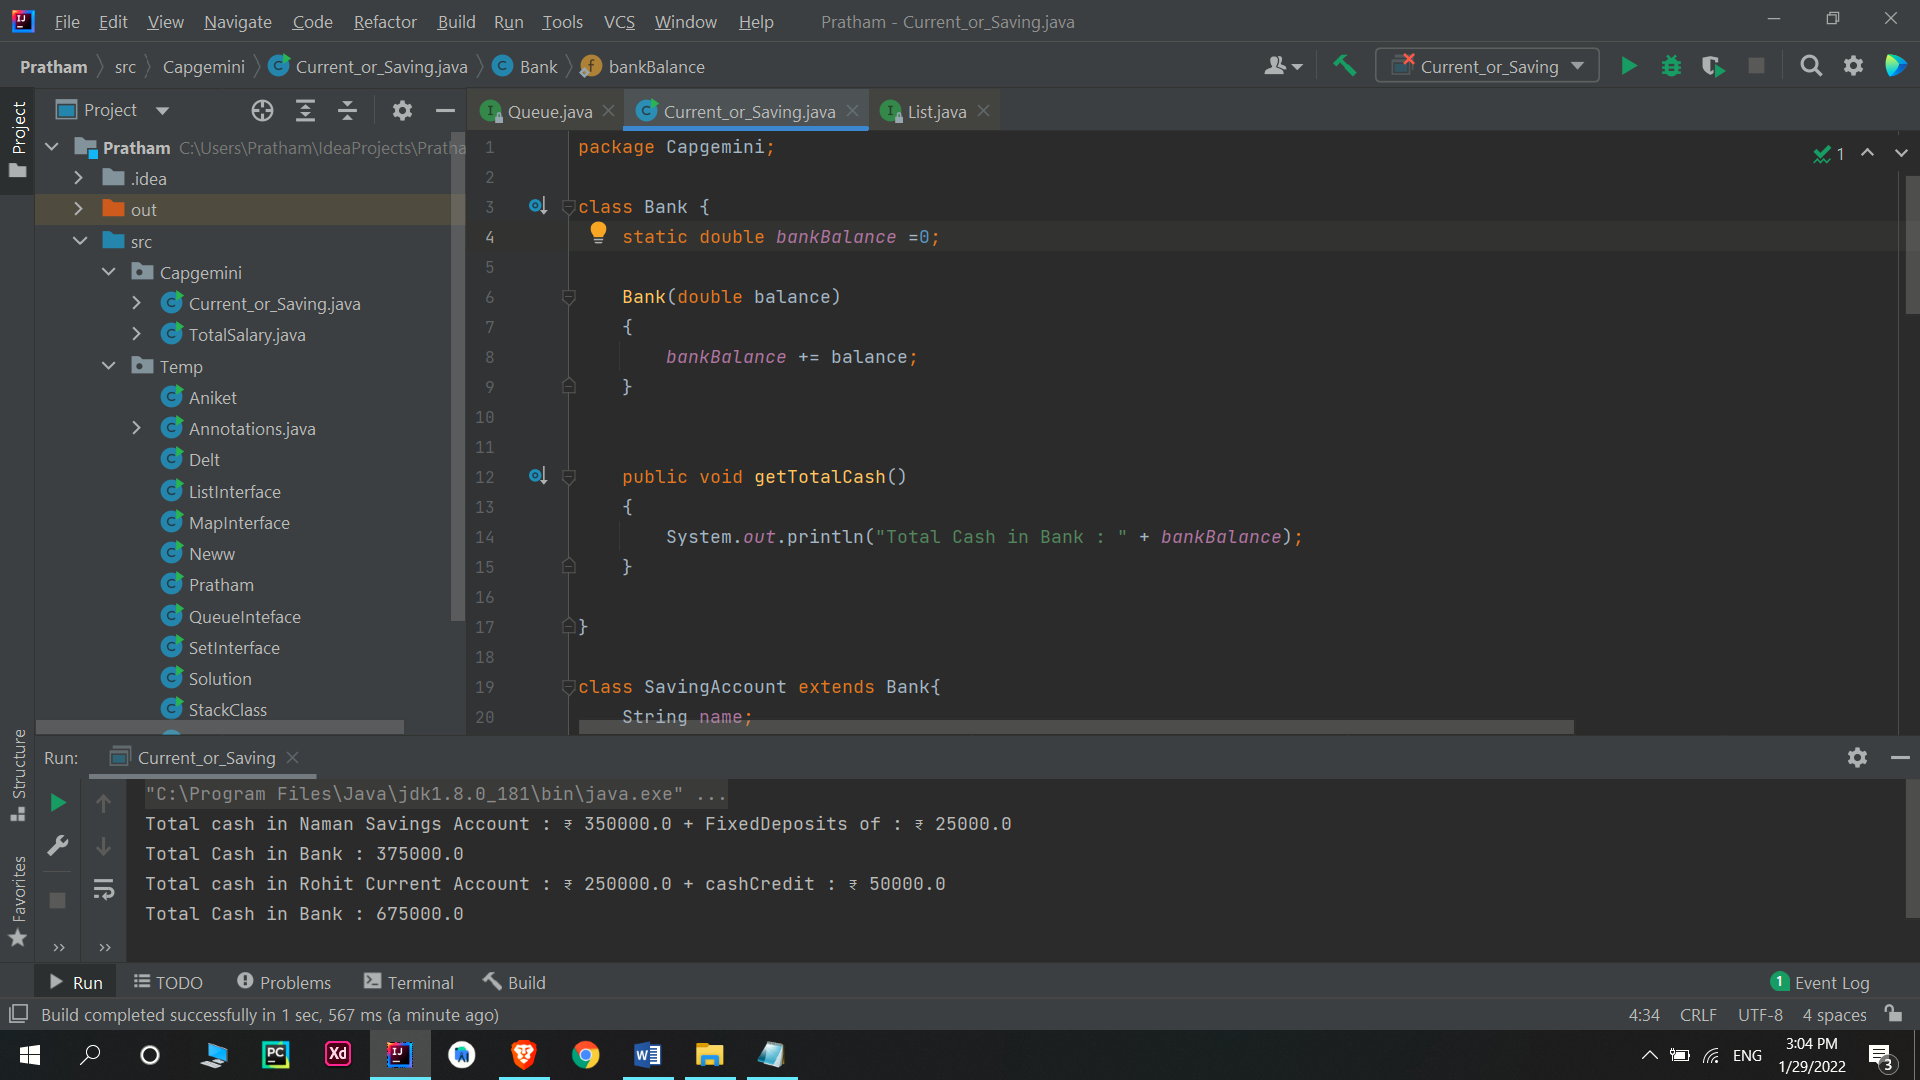 File Edit View Navigate Code Refactor Build Run Tools VCS Window Help Pratham - Current_or_Saving.java
Pratham src Capgemini Current_or_Saving.java Bank bankBalance Current_or_Saving
Project
Project
Queue.java Current_or_Saving.java List.java
Pratham C:\Users\Pratham\IdeaProjects\Pratha
.idea
out
src
Capgemini
Current_or_Saving.java
TotalSalary.java
Temp
Aniket
Annotations.java
Delt
ListInterface
MapInterface
Neww
Pratham
QueueInteface
SetInterface
Solution
StackClass
1 package Capgemini;
1
2
3 class Bank {
4 static double bankBalance =0;
5
6 Bank(double balance)
7 {
8 bankBalance += balance;
9 }
10
11
12 public void getTotalCash()
13 {
14 System.out.println("Total Cash in Bank : " + bankBalance);
15 }
16
17 }
18
19 class SavingAccount extends Bank{
20 String name;
Structure
Favorites
Run: Current_or_Saving
"C:\Program Files\Java\jdk1.8.0_181\bin\java.exe" ...
Total cash in Naman Savings Account : ₹ 350000.0 + FixedDeposits of : ₹ 25000.0
Total Cash in Bank : 375000.0
Total cash in Rohit Current Account : ₹ 250000.0 + cashCredit : ₹ 50000.0
Total Cash in Bank : 675000.0
Run TODO Problems Terminal Build 1 Event Log
Build completed successfully in 1 sec, 567 ms (a minute ago) 4:34 CRLF UTF-8 4 spaces
PC Xd IJ W ENG
3:04 PM
1/29/2022
3